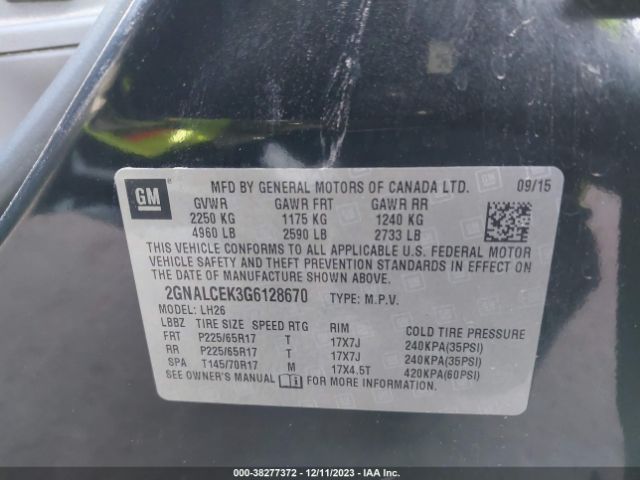 GM
MFD BY GENERAL MOTORS OF CANADA LTD. 09/15
GVWR GAWR FRT GAWR RR
2250 KG 1175 KG 1240 KG
4960 LB 2590 LB 2733 LB
THIS VEHICLE CONFORMS TO ALL APPLICABLE U.S. FEDERAL MOTOR
VEHICLE SAFETY AND THEFT PREVENTION STANDARDS IN EFFECT ON
THE DATE OF MANUFACTURE SHOWN ABOVE.
2GNALCEK3G6128670 TYPE: M.P.V.
MODEL: LH26
LBBZ TIRE SIZE SPEED RTG RIM COLD TIRE PRESSURE
FRT P225/65R17 T 17X7J 240KPA(35PSI)
RR P225/65R17 T 17X7J 240KPA(35PSI)
SPA T145/70R17 M 17X4.5T 420KPA(60PSI)
SEE OWNER'S MANUAL FOR MORE INFORMATION
000-38277372 - 12/11/2023 - IAA Inc.